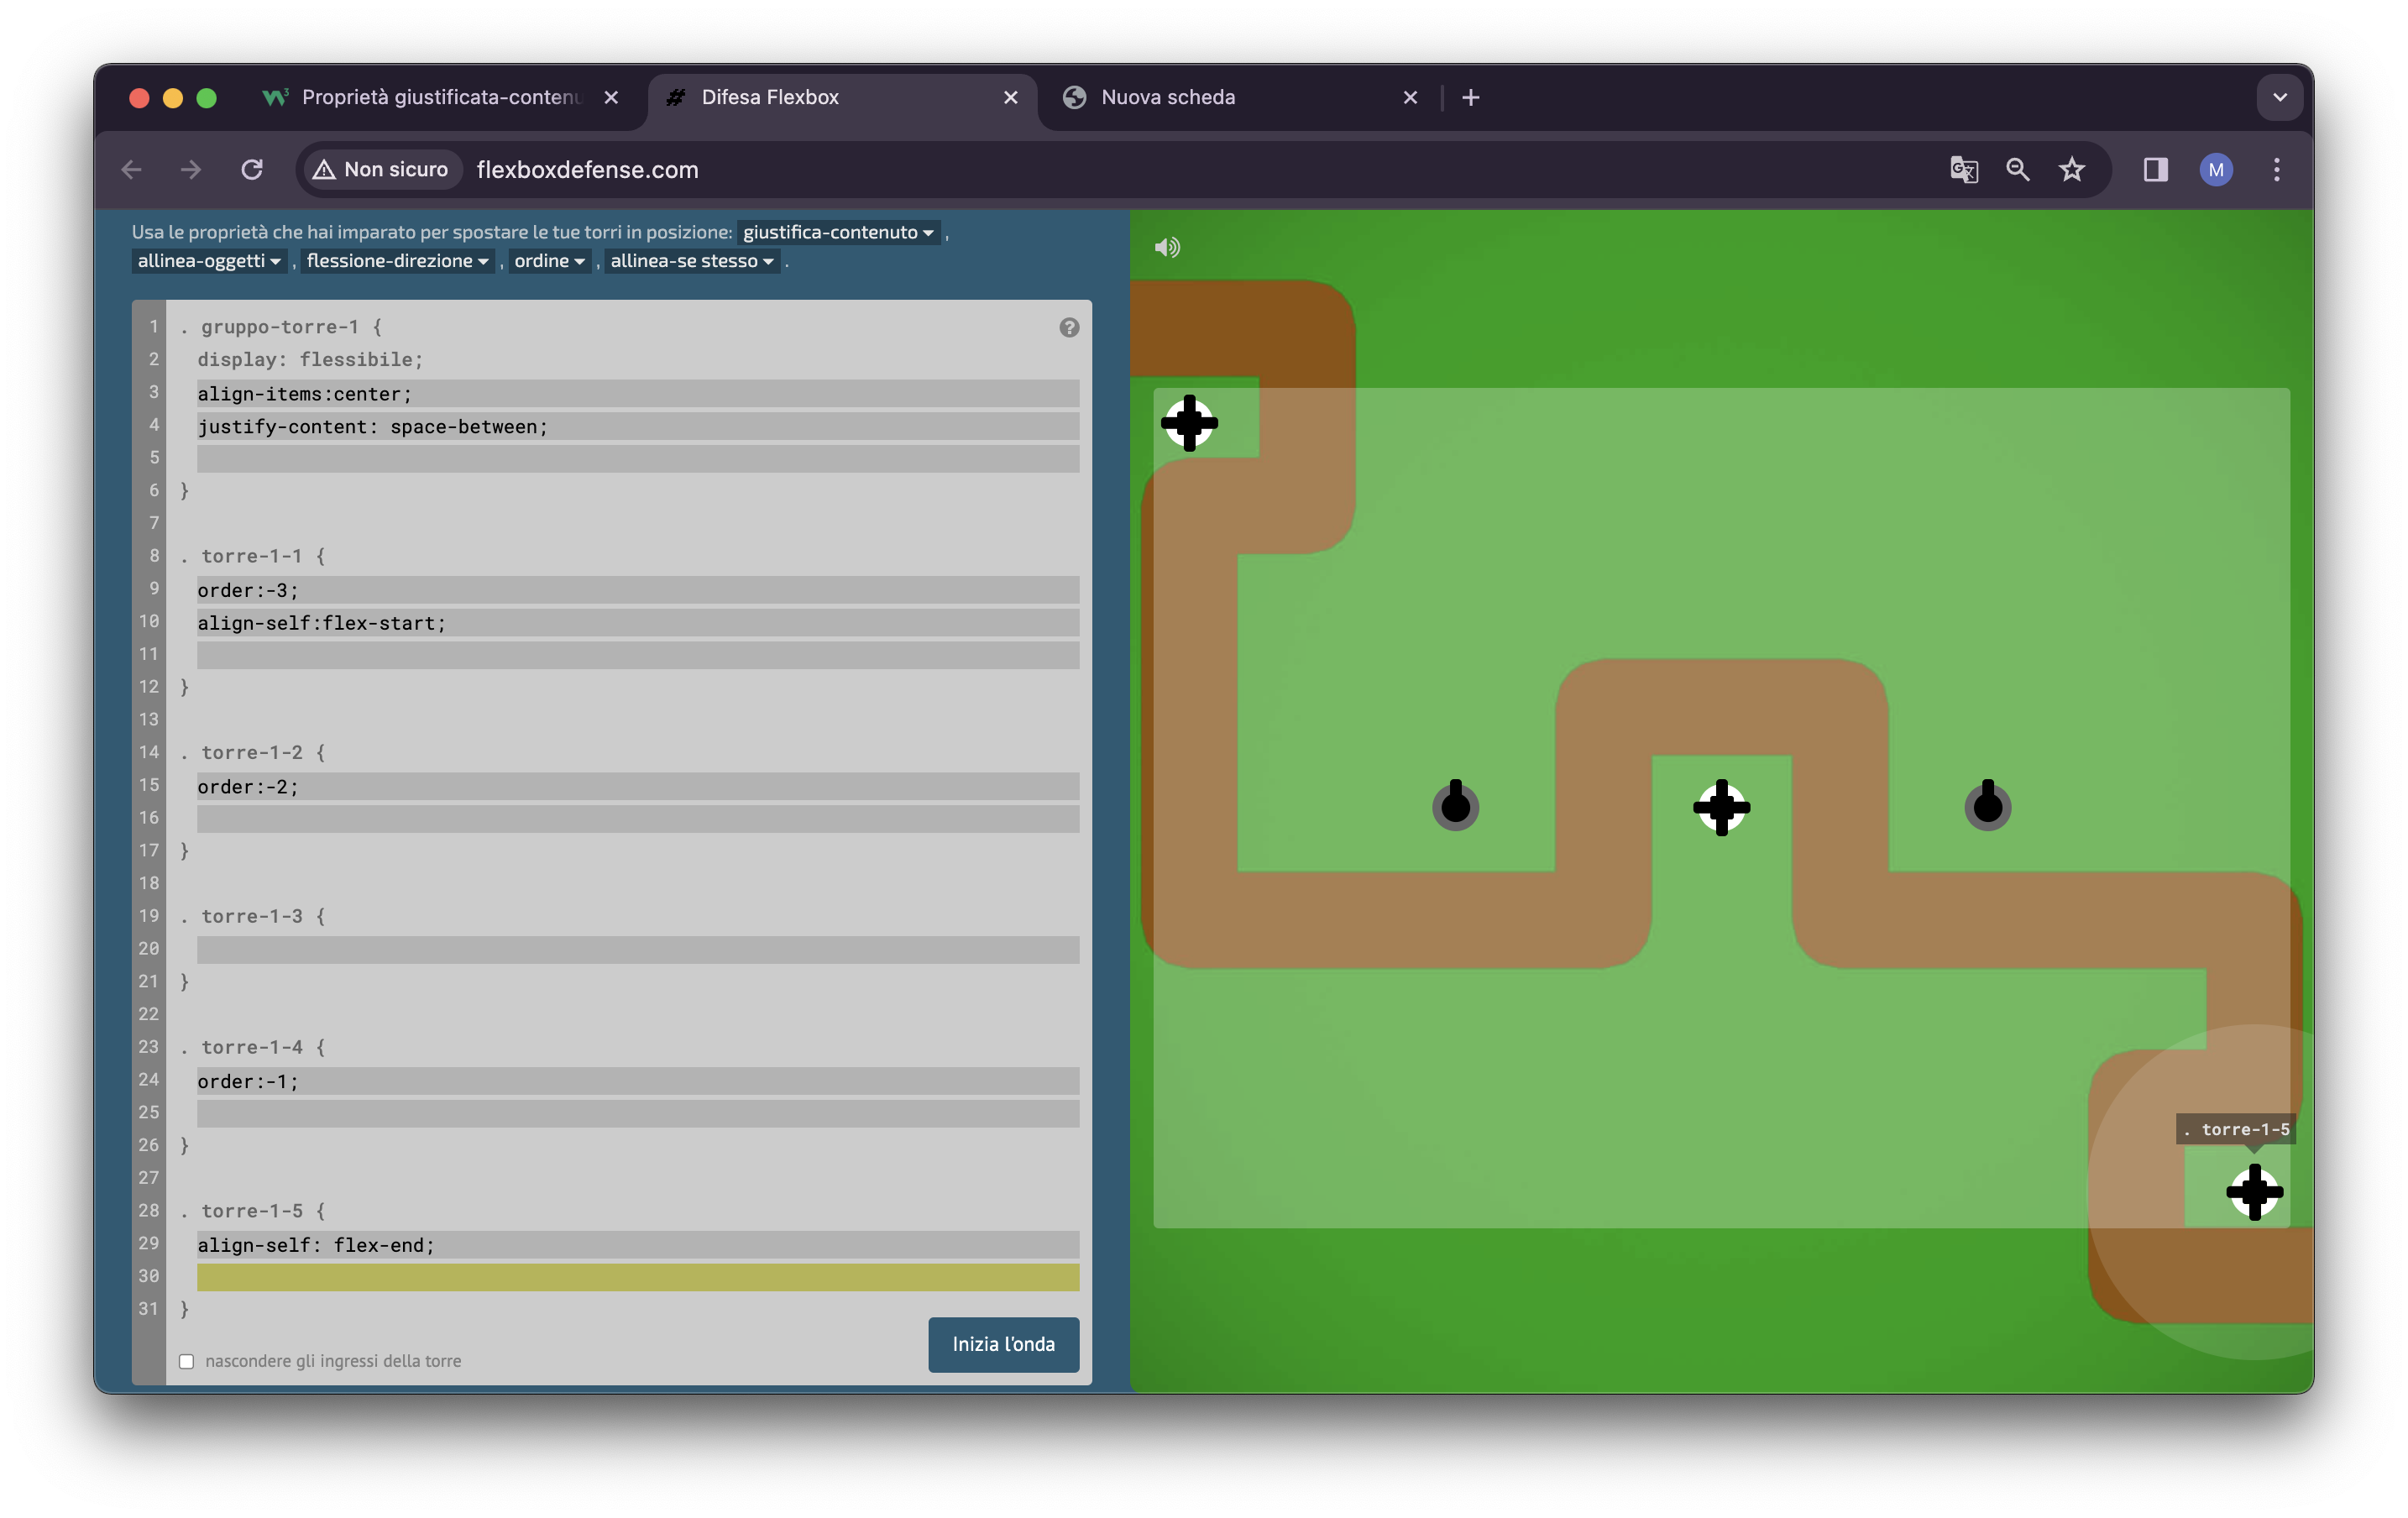 Proprietà giustificata-contenu
Difesa Flexbox
Nuova scheda
Non sicuro
flexboxdefense.com
M
Usa le proprietà che hai imparato per spostare le tue torri in posizione: giustifica-contenuto ,
allinea-oggetti , flessione-direzione , ordine , allinea-se stesso .
1 . gruppo-torre-1 {
2 display: flessibile;
3 align-items:center;
4 justify-content: space-between;
5
6 }
7
8 . torre-1-1 {
9 order:-3;
10 align-self:flex-start;
11
12 }
13
14 . torre-1-2 {
15 order:-2;
16
17 }
18
19 . torre-1-3 {
20
21 }
22
23 . torre-1-4 {
24 order:-1;
25
26 }
27
28 . torre-1-5 {
29 align-self: flex-end;
30
31 }
nascondere gli ingressi della torre
Inizia l'onda
. torre-1-5